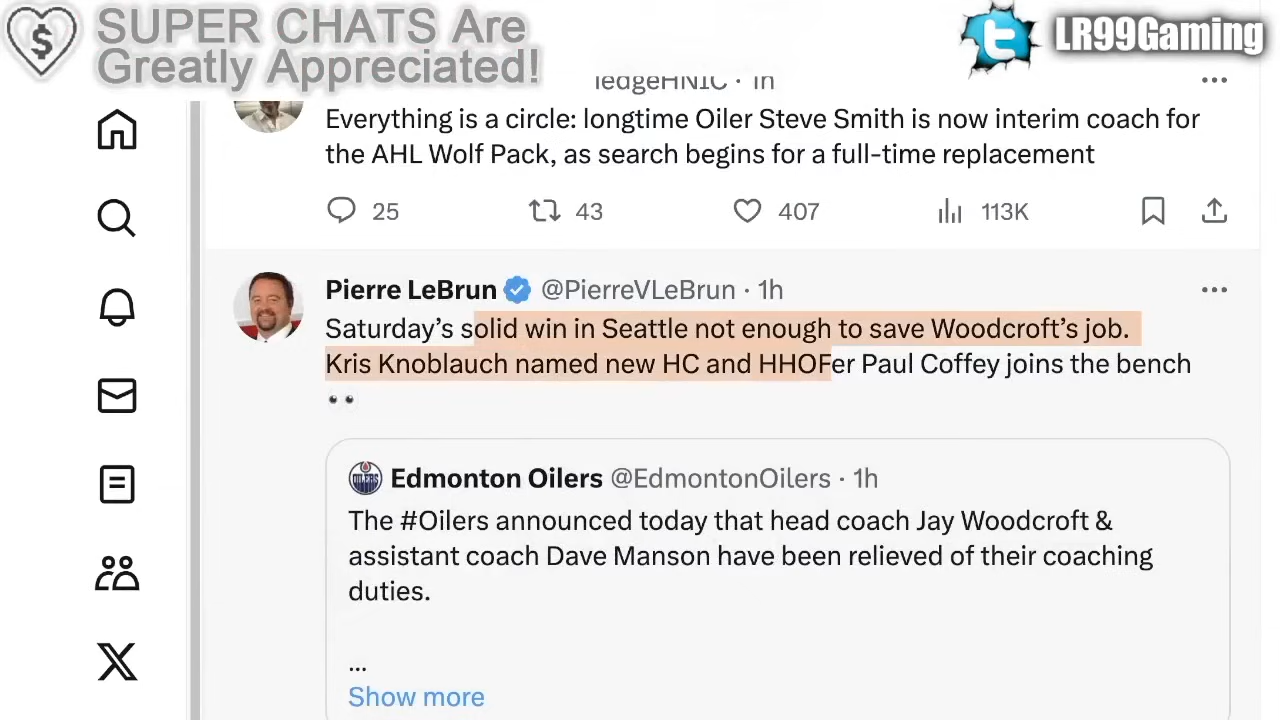 SUPER CHATS Are
Greatly Appreciated!
LR99Gaming
ledgeHNIC · 1h
Everything is a circle: longtime Oiler Steve Smith is now interim coach for
the AHL Wolf Pack, as search begins for a full-time replacement
25 43 407 113K
Pierre LeBrun @PierreVLeBrun · 1h
Saturday’s solid win in Seattle not enough to save Woodcroft’s job.
Kris Knoblauch named new HC and HHOFer Paul Coffey joins the bench
Edmonton Oilers @EdmontonOilers · 1h
The #Oilers announced today that head coach Jay Woodcroft &
assistant coach Dave Manson have been relieved of their coaching
duties.
...
Show more